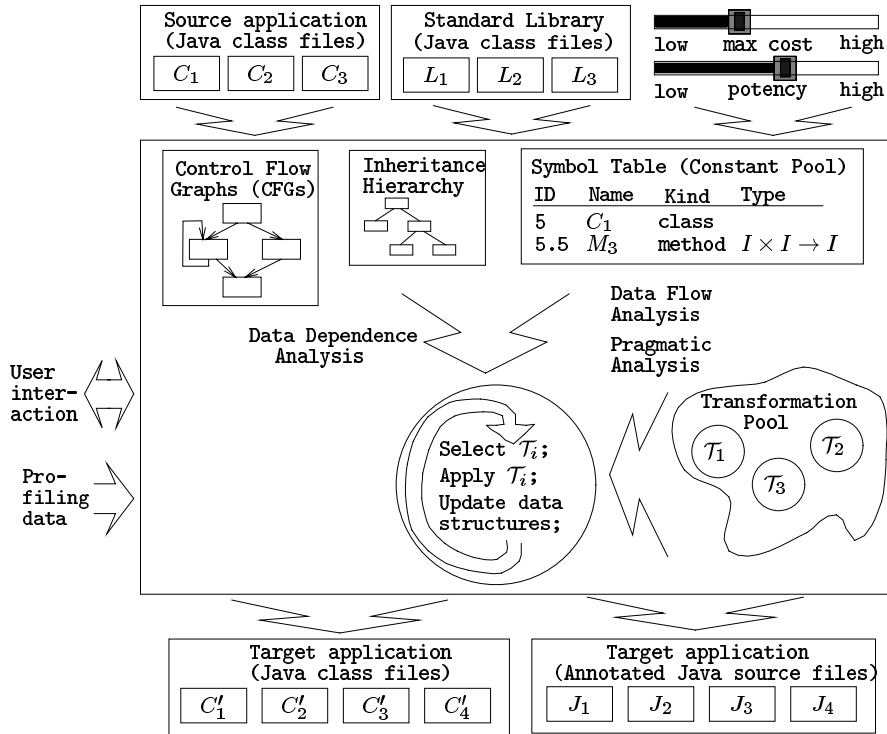 Source application
(Java class files)
C1 C2 C3
Standard Library
(Java class files)
L1 L2 L3
low max cost high
low potency high
Control Flow
Graphs (CFGs)
Inheritance
Hierarchy
Symbol Table (Constant Pool)
ID Name Kind Type
5 C1 class
5.5 M3 method I × I → I
Data Dependence
Analysis
Data Flow
Analysis
Pragmatic
Analysis
User
inter-
action
Pro-
filing
data
Select 𝒯i;
Apply 𝒯i;
Update data
structures;
Transformation
Pool
𝒯1 𝒯2
𝒯3
Target application
(Java class files)
C′1 C′2 C′3 C′4
Target application
(Annotated Java source files)
J1 J2 J3 J4